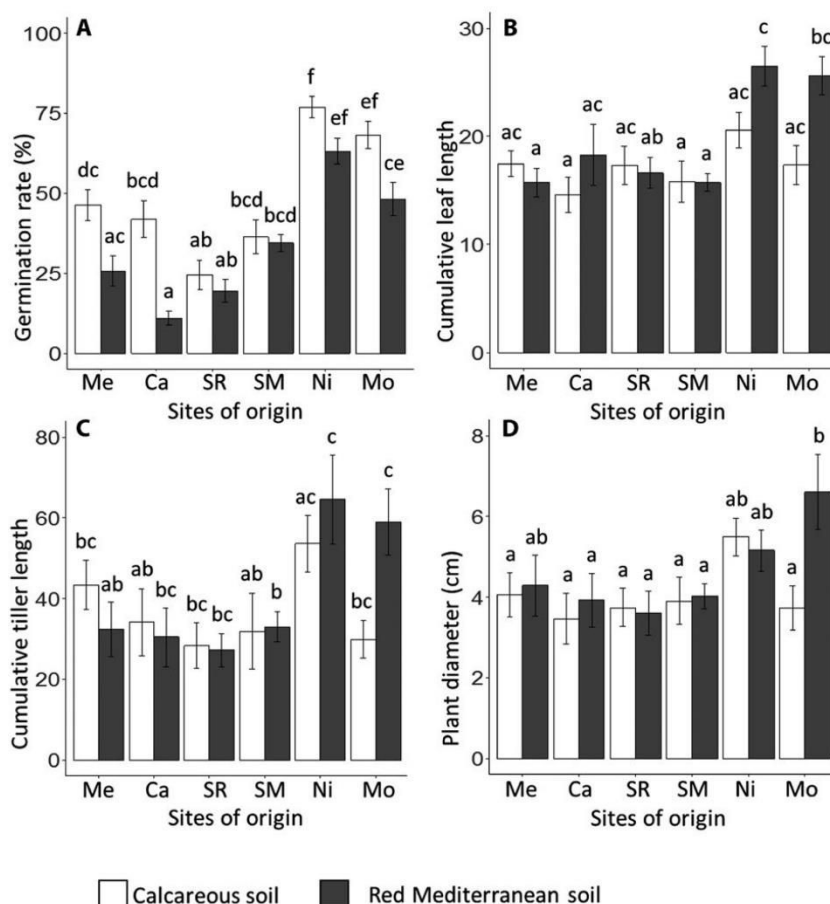 A
100
75
50
25
0
Germination rate (%)
dc ac bcd a ab ab bcd bcd f ef ef ce
Me Ca SR SM Ni Mo
Sites of origin
B
30
20
10
0
Cumulative leaf length
ac a a ac ac ab a a ac c ac bc
Me Ca SR SM Ni Mo
Sites of origin
C
80
60
40
20
0
Cumulative tiller length
bc ab ab bc bc bc ab b ac c bc c
Me Ca SR SM Ni Mo
Sites of origin
D
8
6
4
2
0
Plant diameter (cm)
a ab a a a a a a ab ab a b
Me Ca SR SM Ni Mo
Sites of origin
Calcareous soil Red Mediterranean soil